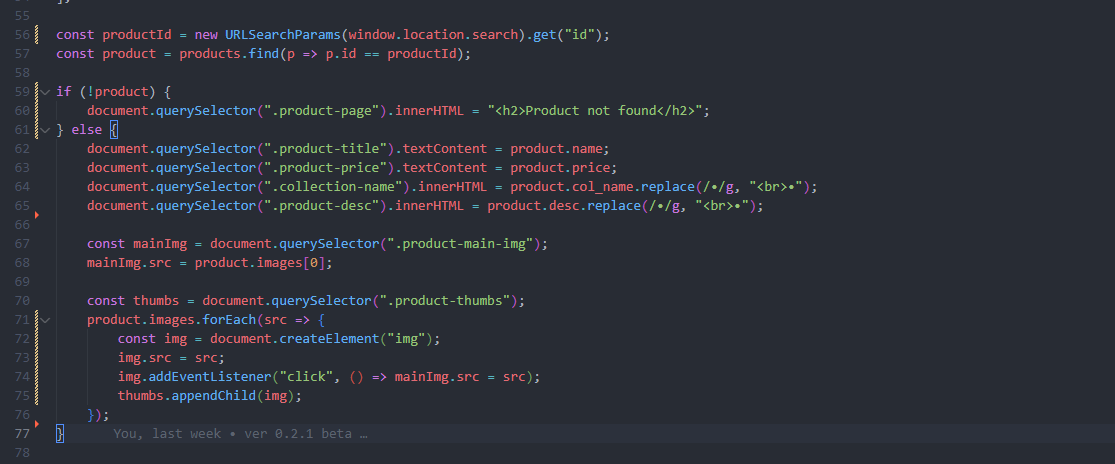 ];
55
56 const productId = new URLSearchParams(window.location.search).get("id");
57 const product = products.find(p => p.id == productId);
58
59 if (!product) {
60     document.querySelector(".product-page").innerHTML = "<h2>Product not found</h2>";
61 } else {
62     document.querySelector(".product-title").textContent = product.name;
63     document.querySelector(".product-price").textContent = product.price;
64     document.querySelector(".collection-name").innerHTML = product.col_name.replace(/•/g, "<br>•");
65     document.querySelector(".product-desc").innerHTML = product.desc.replace(/•/g, "<br>•");
66
67     const mainImg = document.querySelector(".product-main-img");
68     mainImg.src = product.images[0];
69
70     const thumbs = document.querySelector(".product-thumbs");
71     product.images.forEach(src => {
72         const img = document.createElement("img");
73         img.src = src;
74         img.addEventListener("click", () => mainImg.src = src);
75         thumbs.appendChild(img);
76     });
77 } You, last week • ver 0.2.1 beta …
78